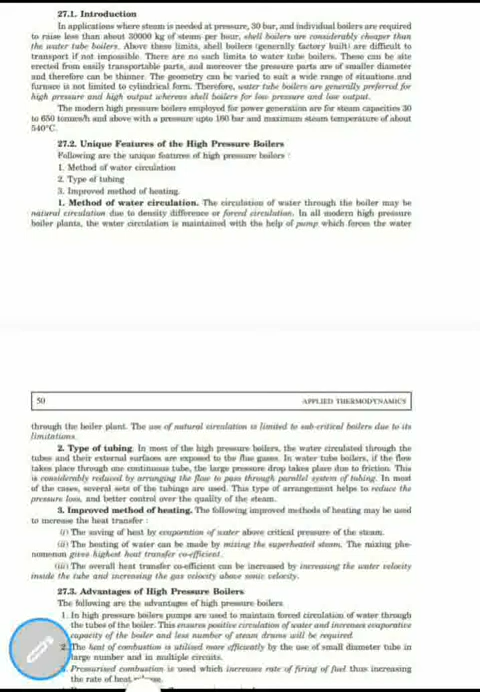 27.1. Introduction
In applications where steam is needed at pressure, 30 bar, and individual boilers are required
to raise less than about 30000 kg of steam per hour, shell boilers are considerably cheaper than
the water tube boilers. Above these limits, shell boilers (generally factory built) are difficult to
transport if not impossible. There are no such limits to water tube boilers. These can be site
erected from easily transportable parts, and moreover the pressure parts are of smaller diameter
and therefore can be thinner. The geometry can be varied to suit a wide range of situations and
furnace is not limited to cylindrical form. Therefore, water tube boilers are generally preferred for
high pressure and high output whereas shell boilers for low pressure and low output.
The modern high pressure boilers employed for power generation are for steam capacities 30
to 650 tonnes/h and above with a pressure upto 160 bar and maximum steam temperature of about
540°C.
27.2. Unique Features of the High Pressure Boilers
Following are the unique features of high pressure boilers :
1. Method of water circulation
2. Type of tubing
3. Improved method of heating.
1. Method of water circulation. The circulation of water through the boiler may be
natural circulation due to density difference or forced circulation. In all modern high pressure
boiler plants, the water circulation is maintained with the help of pump which forces the water
50 APPLIED THERMODYNAMICS
through the boiler plant. The use of natural circulation is limited to sub-critical boilers due to its
limitations.
2. Type of tubing. In most of the high pressure boilers, the water circulated through the
tubes and their external surfaces are exposed to the flue gases. In water tube boilers, if the flow
takes place through one continuous tube, the large pressure drop takes place due to friction. This
is considerably reduced by arranging the flow to pass through parallel system of tubing. In most
of the cases, several sets of the tubings are used. This type of arrangement helps to reduce the
pressure loss, and better control over the quality of the steam.
3. Improved method of heating. The following improved methods of heating may be used
to increase the heat transfer :
(i) The saving of heat by evaporation of water above critical pressure of the steam.
(ii) The heating of water can be made by mixing the superheated steam. The mixing phe-
nomenon gives highest heat transfer co-efficient.
(iii) The overall heat transfer co-efficient can be increased by increasing the water velocity
inside the tube and increasing the gas velocity above sonic velocity.
27.3. Advantages of High Pressure Boilers
The following are the advantages of high pressure boilers
1. In high pressure boilers pumps are used to maintain forced circulation of water through
the tubes of the boiler. This ensures positive circulation of water and increases evaporative
capacity of the boiler and less number of steam drums will be required.
2. The heat of combustion is utilised more efficiently by the use of small diameter tube in
large number and in multiple circuits.
Pressurised combustion is used which increases rate of firing of fuel thus increasing
the rate of heat